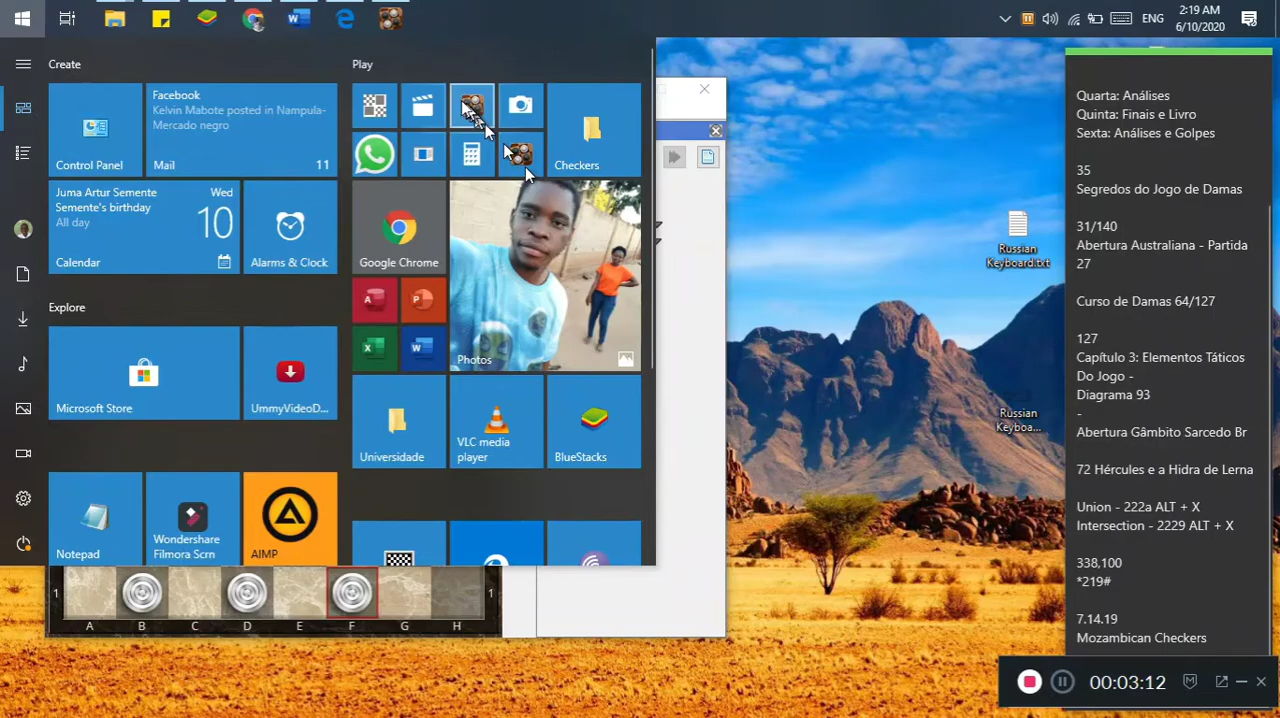 ENG
2:19 AM
6/10/2020
Create
Play
Control Panel
Facebook
Kelvin Mabote posted in Nampula-
Mercado negro
Mail
11
Juma Artur Semente
Semente's birthday
All day
Wed
10
Calendar
Alarms & Clock
Checkers
Google Chrome
Photos
Explore
Microsoft Store
UmmyVideoD...
Universidade
VLC media
player
BlueStacks
Notepad
Wondershare
Filmora Scrn
AIMP
1
1
A
B
C
D
E
F
G
H
Russian
Keyboard.txt
Russian
Keyboa...
Quarta: Análises
Quinta: Finais e Livro
Sexta: Análises e Golpes
35
Segredos do Jogo de Damas
31/140
Abertura Australiana - Partida
27
Curso de Damas 64/127
127
Capítulo 3: Elementos Táticos
Do Jogo -
Diagrama 93
-
Abertura Gâmbito Sarcedo Br
72 Hércules e a Hidra de Lerna
Union - 222a ALT + X
Intersection - 2229 ALT + X
338,100
*219#
7.14.19
Mozambican Checkers
00:03:12